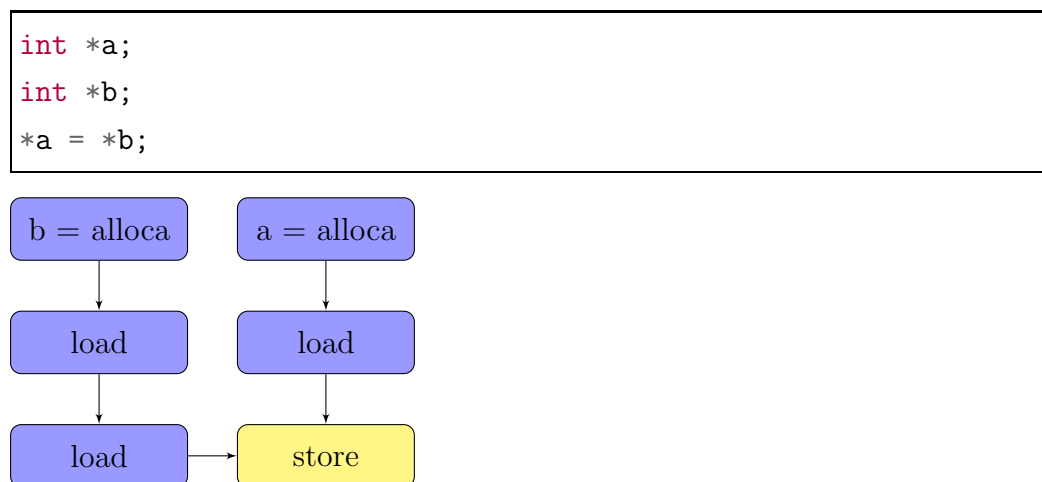 int *a;
int *b;
*a = *b;
b = alloca
a = alloca
load
load
load
store